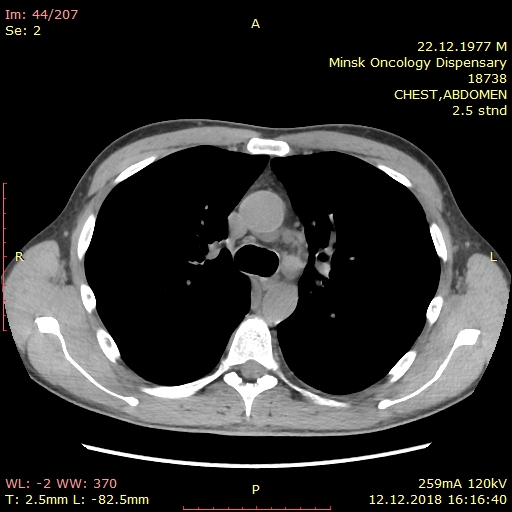 Im: 44/207
Se: 2
A
22.12.1977 M
Minsk Oncology Dispensary
18738
CHEST,ABDOMEN
2.5 stnd
R
L
WL: -2 WW: 370
T: 2.5mm L: -82.5mm
P
259mA 120kV
12.12.2018 16:16:40